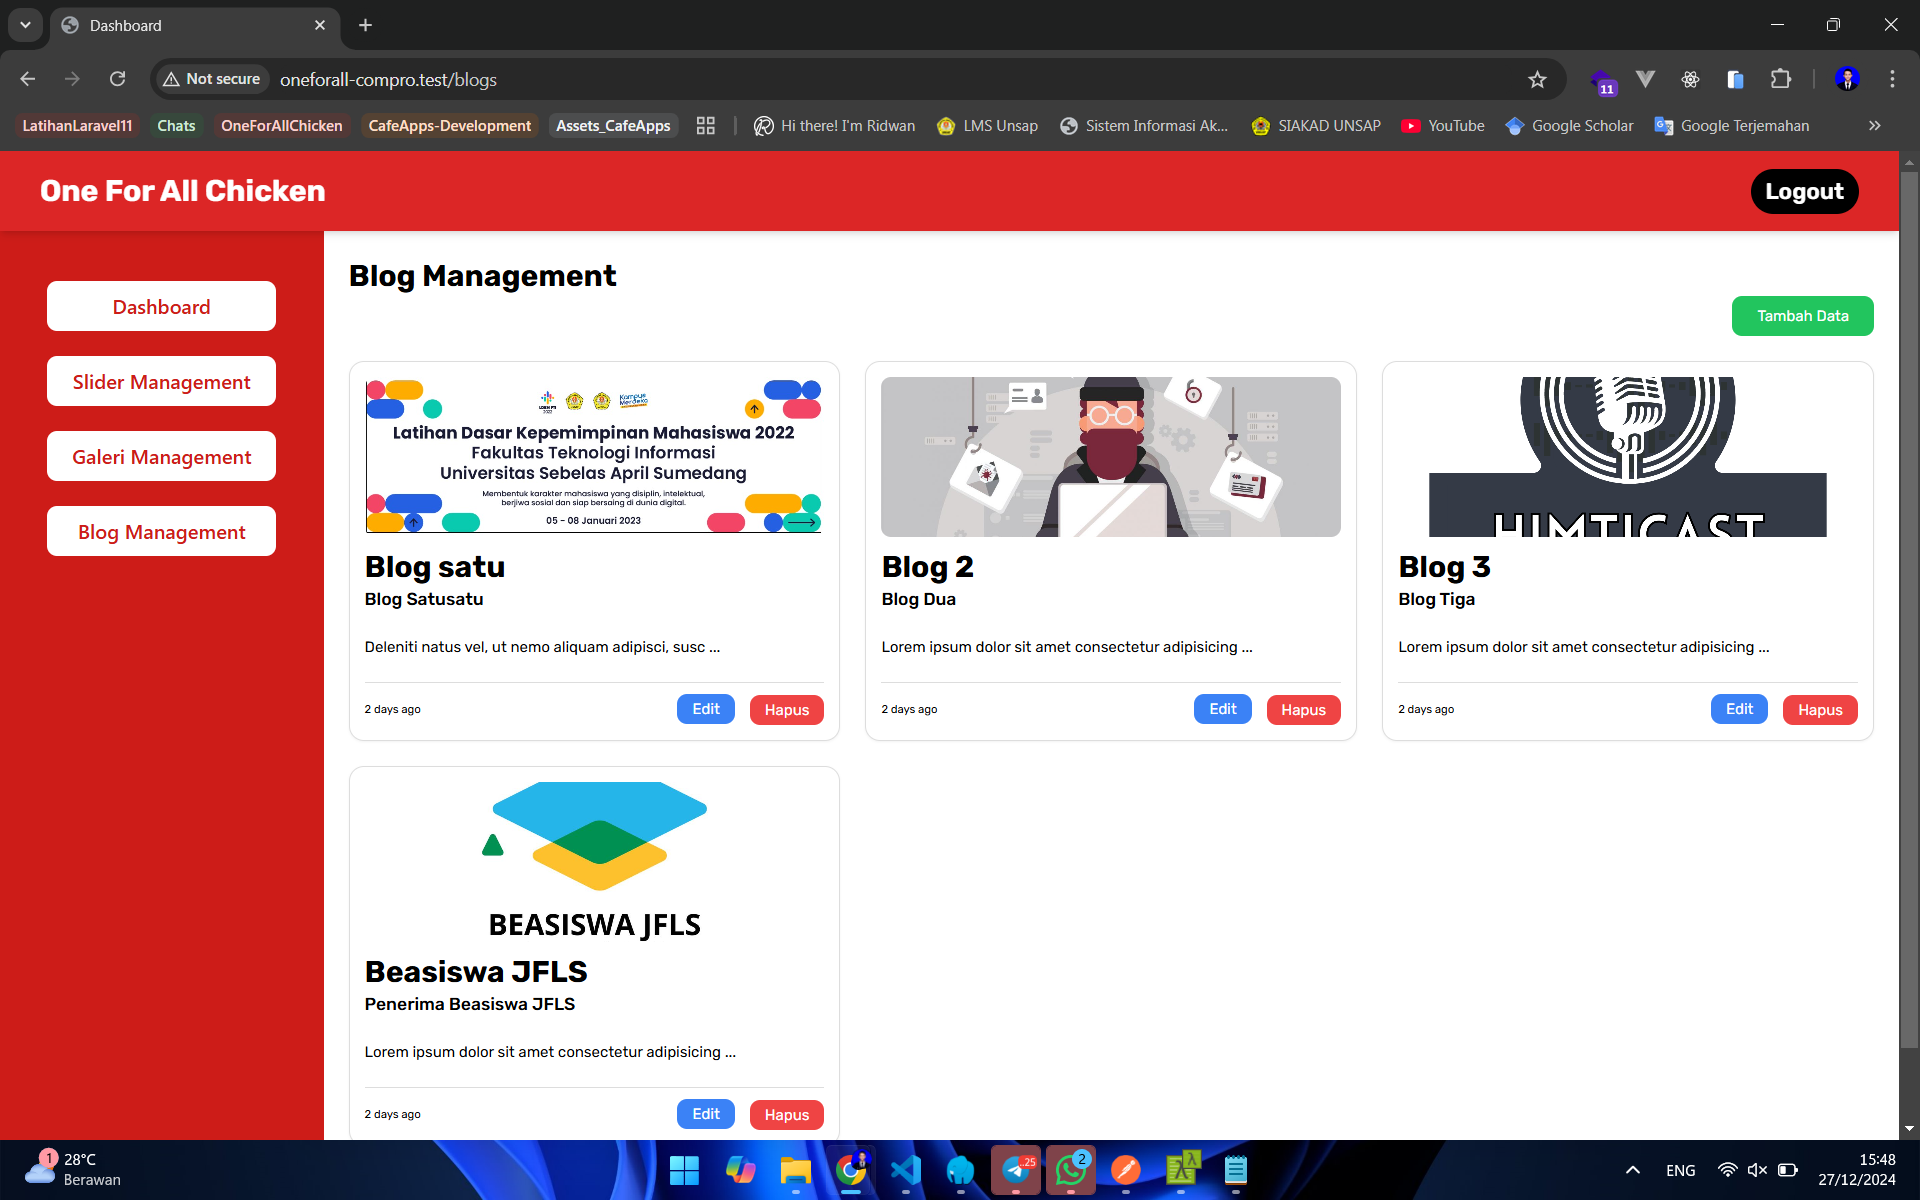 Dashboard
Not secure
oneforall-compro.test/blogs
11
LatihanLaravel11
Chats
OneForAllChicken
CafeApps-Development
Assets_CafeApps
Hi there! I'm Ridwan
LMS Unsap
Sistem Informasi Ak...
SIAKAD UNSAP
YouTube
Google Scholar
Google Terjemahan
One For All Chicken
Logout
Dashboard
Slider Management
Galeri Management
Blog Management
Blog Management
Tambah Data
2022
Kampus
Merdeka
Latihan Dasar Kepemimpinan Mahasiswa 2022
Fakultas Teknologi Informasi
Universitas Sebelas April Sumedang
Membentuk karakter mahasiswa yang disiplin, intelektual,
berjiwa sosial dan siap bersaing di dunia digital.
05 - 08 Januari 2023
Blog satu
Blog Satusatu
Deleniti natus vel, ut nemo aliquam adipisci, susc ...
2 days ago
Edit
Hapus
Blog 2
Blog Dua
Lorem ipsum dolor sit amet consectetur adipisicing ...
2 days ago
Edit
Hapus
HIMTICAST
Blog 3
Blog Tiga
Lorem ipsum dolor sit amet consectetur adipisicing ...
2 days ago
Edit
Hapus
BEASISWA JFLS
Beasiswa JFLS
Penerima Beasiswa JFLS
Lorem ipsum dolor sit amet consectetur adipisicing ...
2 days ago
Edit
Hapus
1
28°C
Berawan
..25
2
ENG
15:48
27/12/2024